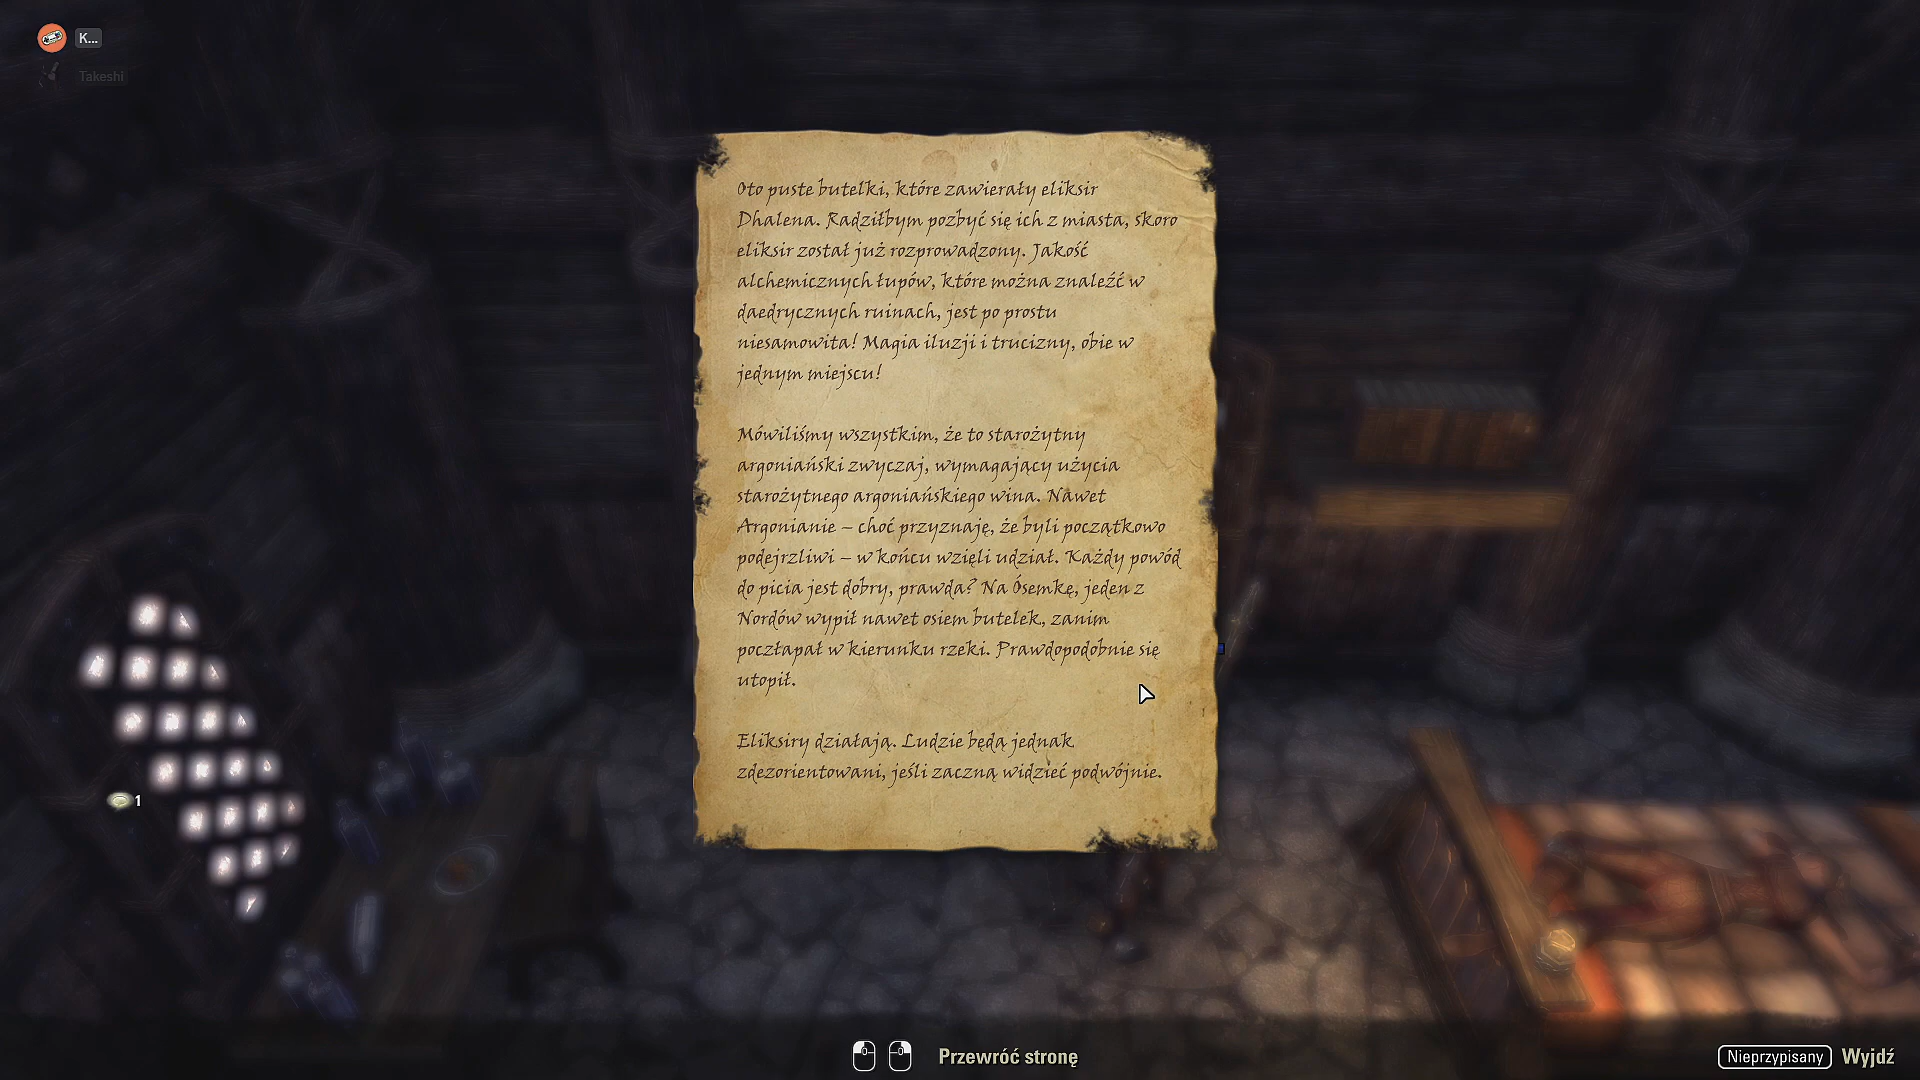 K...
Takeshi
Oto puste butelki, które zawierały eliksir
Dhalena. Radziłbym pozbyć się ich z miasta, skoro
eliksir został już rozprowadzony. Jakość
alchemicznych łupów, które można znaleźć w
daedrycznych ruinach, jest po prostu
niesamowita! Magia iluzji i trucizny, obie w
jednym miejscu!
Mówiliśmy wszystkim, że to starożytny
argoniański zwyczaj, wymagający użycia
starożytnego argoniańskiego wina. Nawet
Argonianie – choć przyznaję, że byli początkowo
podejrzliwi – w końcu wzięli udział. Każdy powód
do picia jest dobry, prawda? Na Ósemkę, jeden z
Nordów wypił nawet osiem butelek, zanim
poczłapał w kierunku rzeki. Prawdopodobnie się
utopił.
Eliksiry działają. Ludzie będą jednak
zdezorientowani, jeśli zaczną widzieć podwójnie.
1
Przewróć stronę
Nieprzypisany Wyjdź